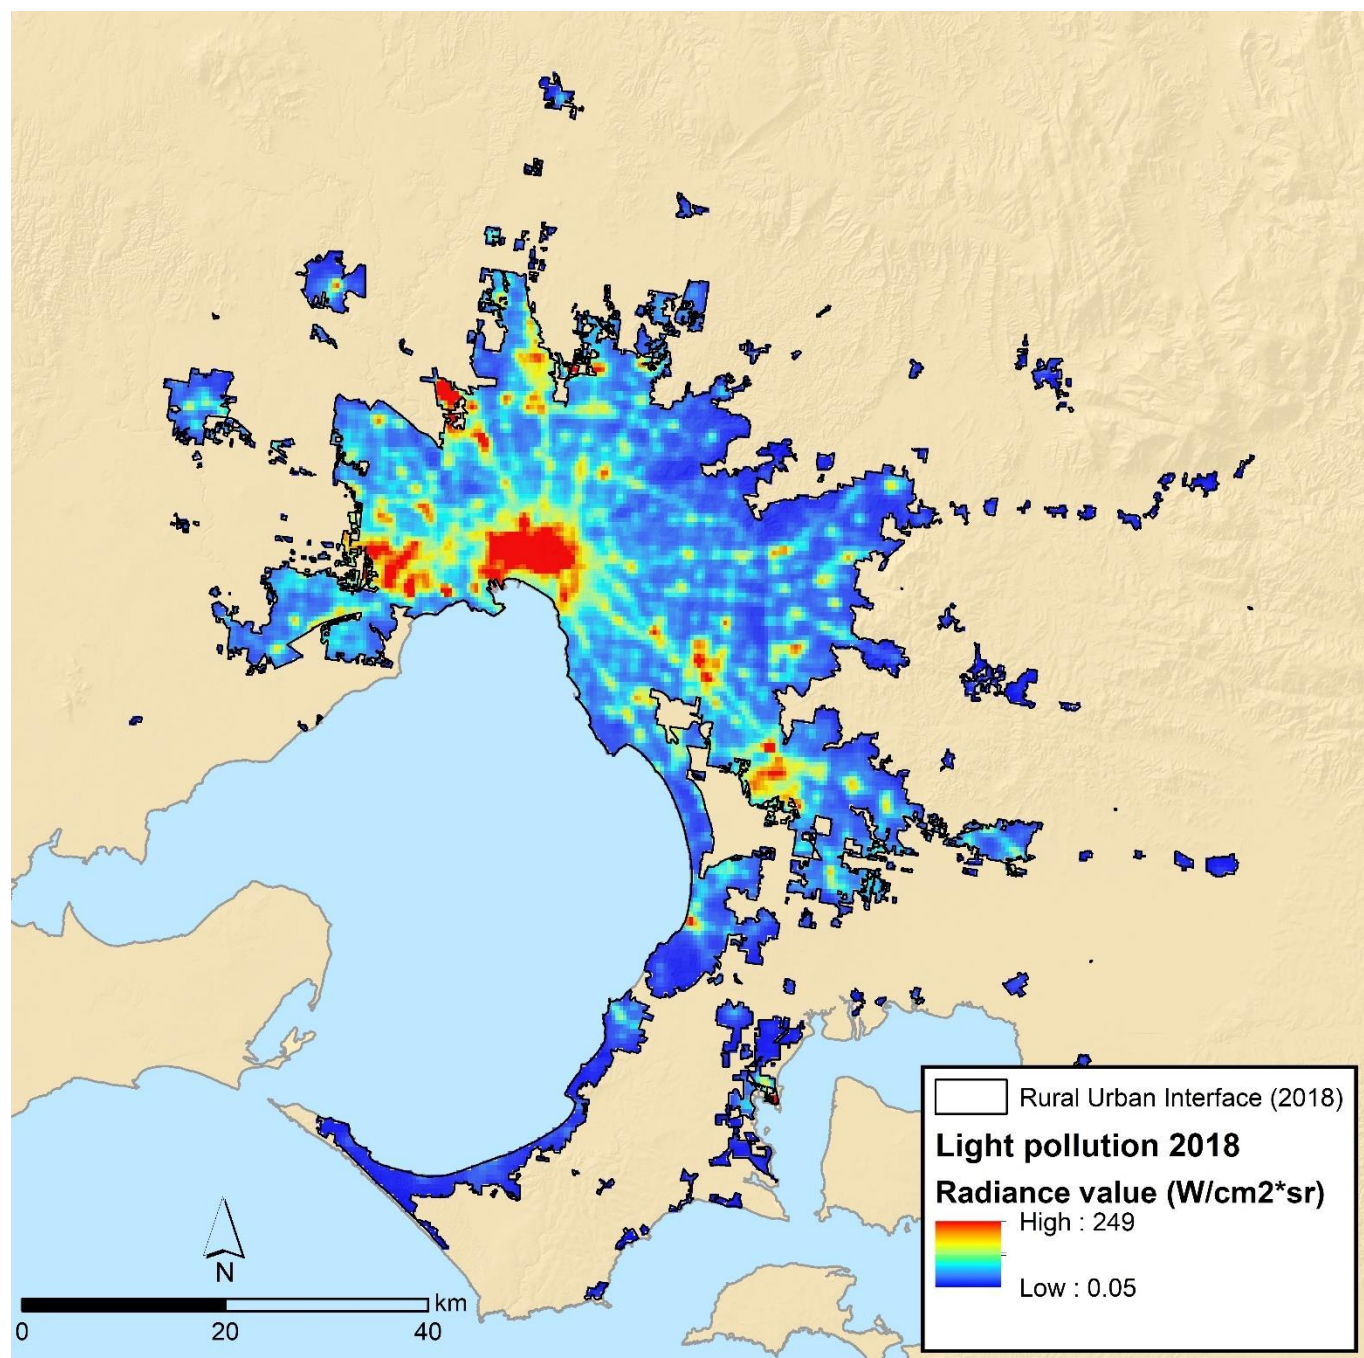 Rural Urban Interface (2018)
Light pollution 2018
Radiance value (W/cm2*sr)
High : 249
Low : 0.05
N
km
0 20 40